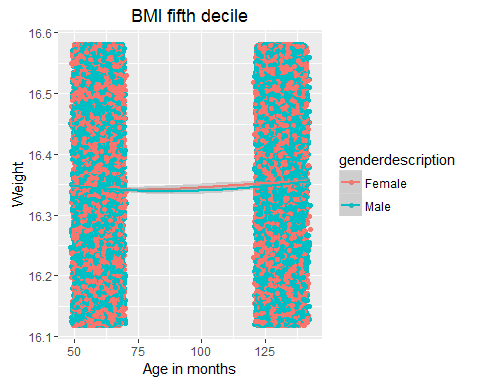 BMI fifth decile
16.6
16.5
16.4
16.3
16.2
16.1
Weight
50
75
100
125
Age in months
genderdescription
Female
Male